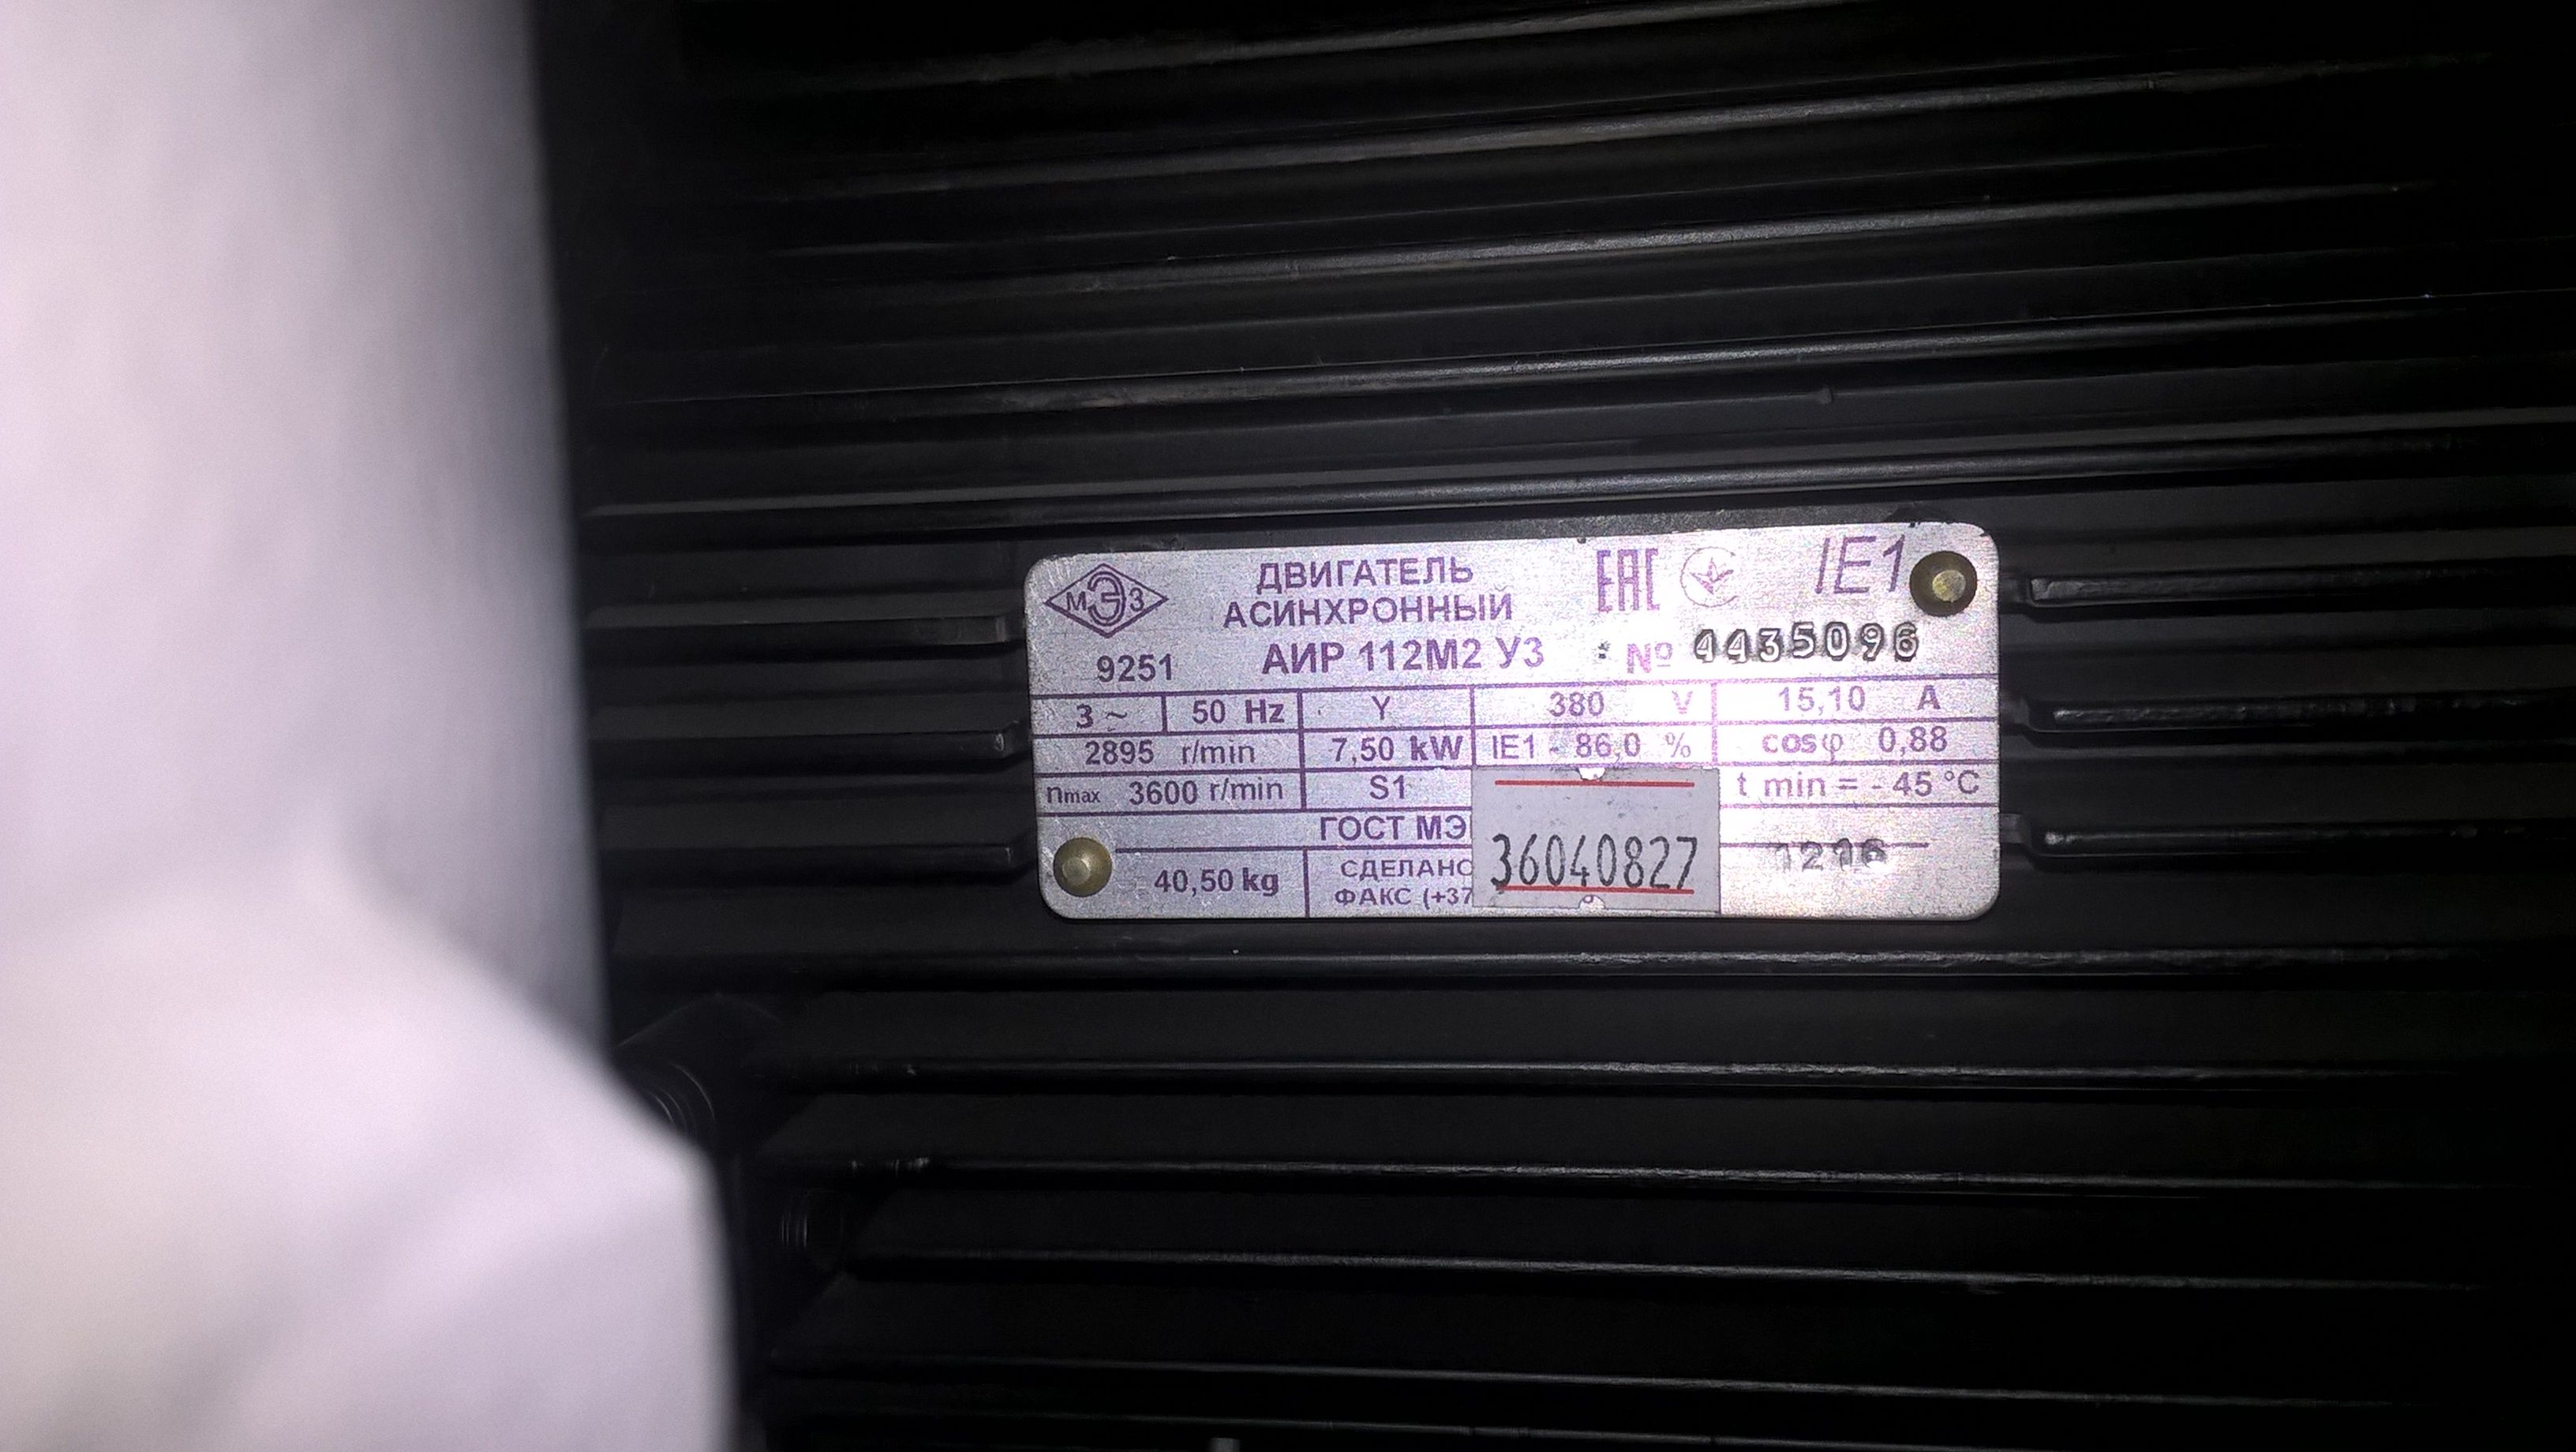 МЭЗ
ДВИГАТЕЛЬ
АСИНХРОННЫЙ
EAC
IE1
9251 АИР 112М2 У3 № 4435096
3 ~ 50 Hz Y 380 V 15,10 A
2895 r/min 7,50 kW IE1 - 86,0 % cosφ 0,88
nmax 3600 r/min S1 t min = - 45 °C
ГОСТ МЭ
36040827
1216
40,50 kg
СДЕЛАНО
ФАКС (+37